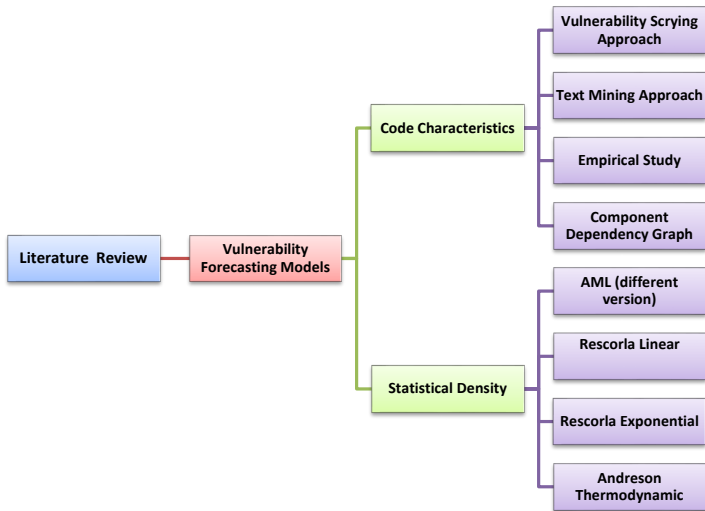 Literature Review
Vulnerability
Forecasting Models
Code Characteristics
Vulnerability Scrying
Approach
Text Mining Approach
Empirical Study
Component
Dependency Graph
Statistical Density
AML (different
version)
Rescorla Linear
Rescorla Exponential
Andreson
Thermodynamic